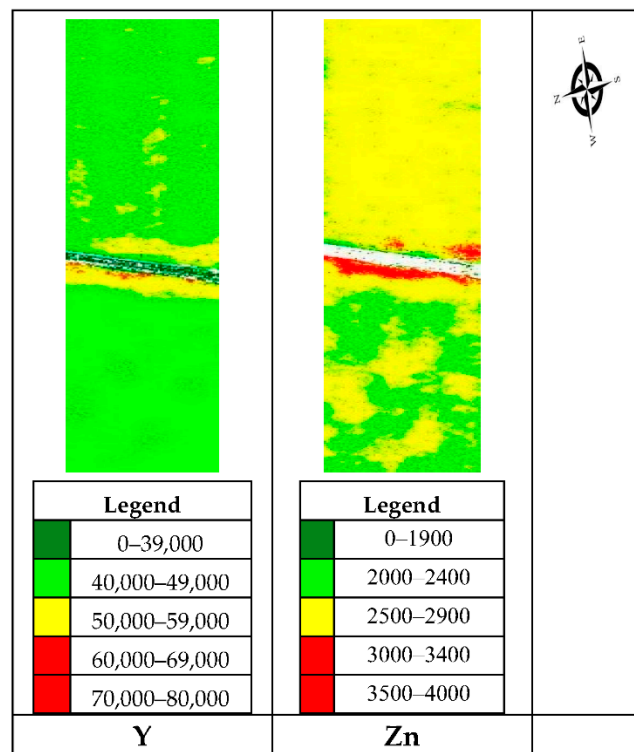 E
S
N
W
Legend
0–39,000
40,000–49,000
50,000–59,000
60,000–69,000
70,000–80,000
Y
Legend
0–1900
2000–2400
2500–2900
3000–3400
3500–4000
Zn